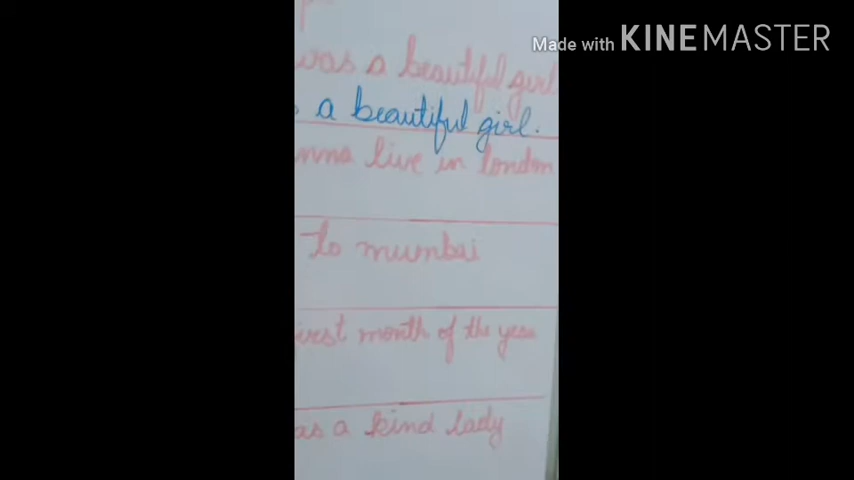 Made with KINEMASTER
was a beautiful girl
a beautiful girl.
live in london
to mumbai
month of the year
as a kind lady